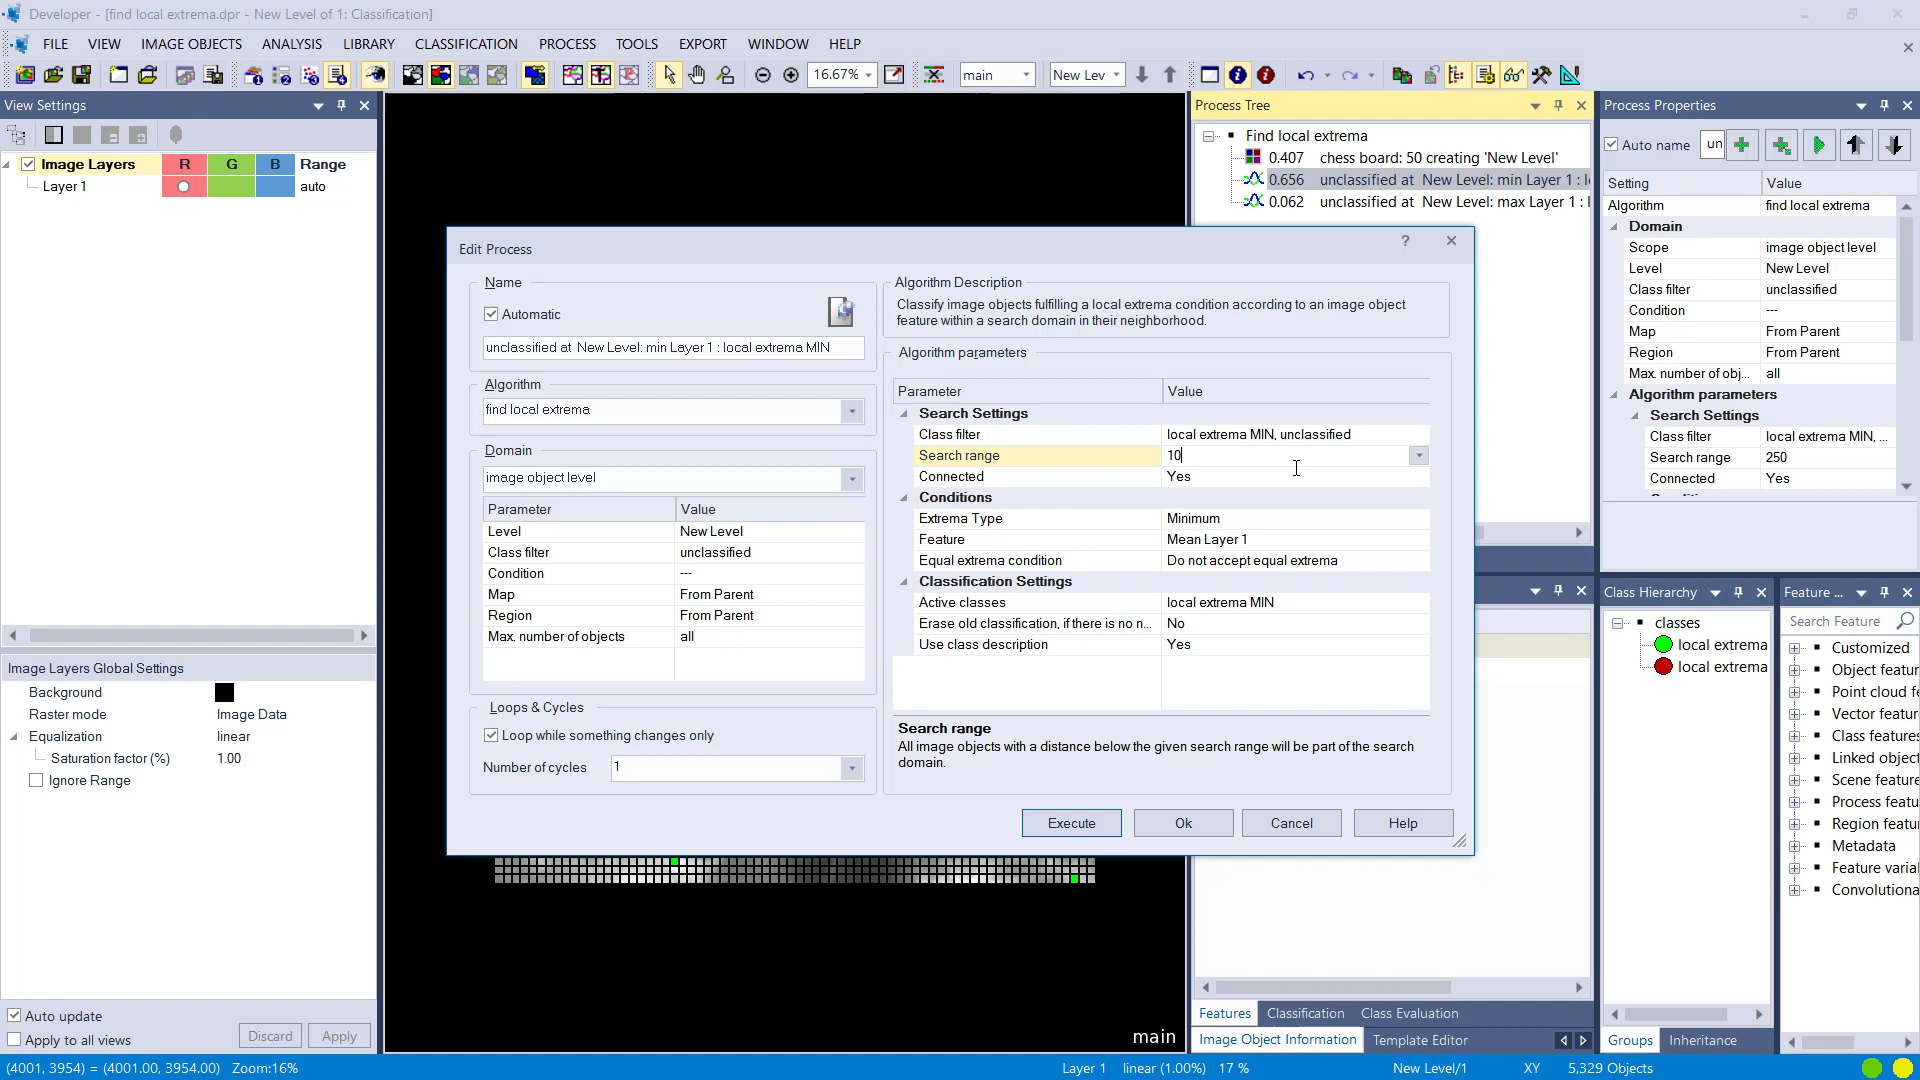 Developer - [find local extrema.dpr - New Level of 1: Classification]
FILE VIEW IMAGE OBJECTS ANALYSIS LIBRARY CLASSIFICATION PROCESS TOOLS EXPORT WINDOW HELP
16.67% main New Lev
View Settings
Image Layers R G B Range
Layer 1 auto
Image Layers Global Settings
Background
Raster mode Image Data
Equalization linear
Saturation factor (%) 1.00
Ignore Range
Auto update
Apply to all views Discard Apply
main
Edit Process
Name
Automatic
unclassified at New Level: min Layer 1 : local extrema MIN
Algorithm
find local extrema
Domain
image object level
Parameter Value
Level New Level
Class filter unclassified
Condition ---
Map From Parent
Region From Parent
Max. number of objects all
Loops & Cycles
Loop while something changes only
Number of cycles 1
Algorithm Description
Classify image objects fulfilling a local extrema condition according to an image object
feature within a search domain in their neighborhood.
Algorithm parameters
Parameter Value
Search Settings
Class filter local extrema MIN, unclassified
Search range 10
Connected Yes
Conditions
Extrema Type Minimum
Feature Mean Layer 1
Equal extrema condition Do not accept equal extrema
Classification Settings
Active classes local extrema MIN
Erase old classification, if there is no n... No
Use class description Yes
Search range
All image objects with a distance below the given search range will be part of the search
domain.
Execute Ok Cancel Help
Process Tree
Find local extrema
0.407 chess board: 50 creating 'New Level'
0.656 unclassified at New Level: min Layer 1 : l
0.062 unclassified at New Level: max Layer 1 : l
Features Classification Class Evaluation
Image Object Information Template Editor
Process Properties
Auto name un
Setting Value
Algorithm find local extrema
Domain
Scope image object level
Level New Level
Class filter unclassified
Condition ---
Map From Parent
Region From Parent
Max. number of obj... all
Algorithm parameters
Search Settings
Class filter local extrema MIN, ...
Search range 250
Connected Yes
Class Hierarchy
classes
local extrema
local extrema
Groups Inheritance
Feature ...
Search Feature
Customized
Object featur
Point cloud f
Vector featur
Class features
Linked object
Scene feature
Process featu
Region featu
Metadata
Feature varial
Convolutiona
(4001, 3954) = (4001.00, 3954.00) Zoom:16% Layer 1 linear (1.00%) 17 % New Level/1 XY 5,329 Objects